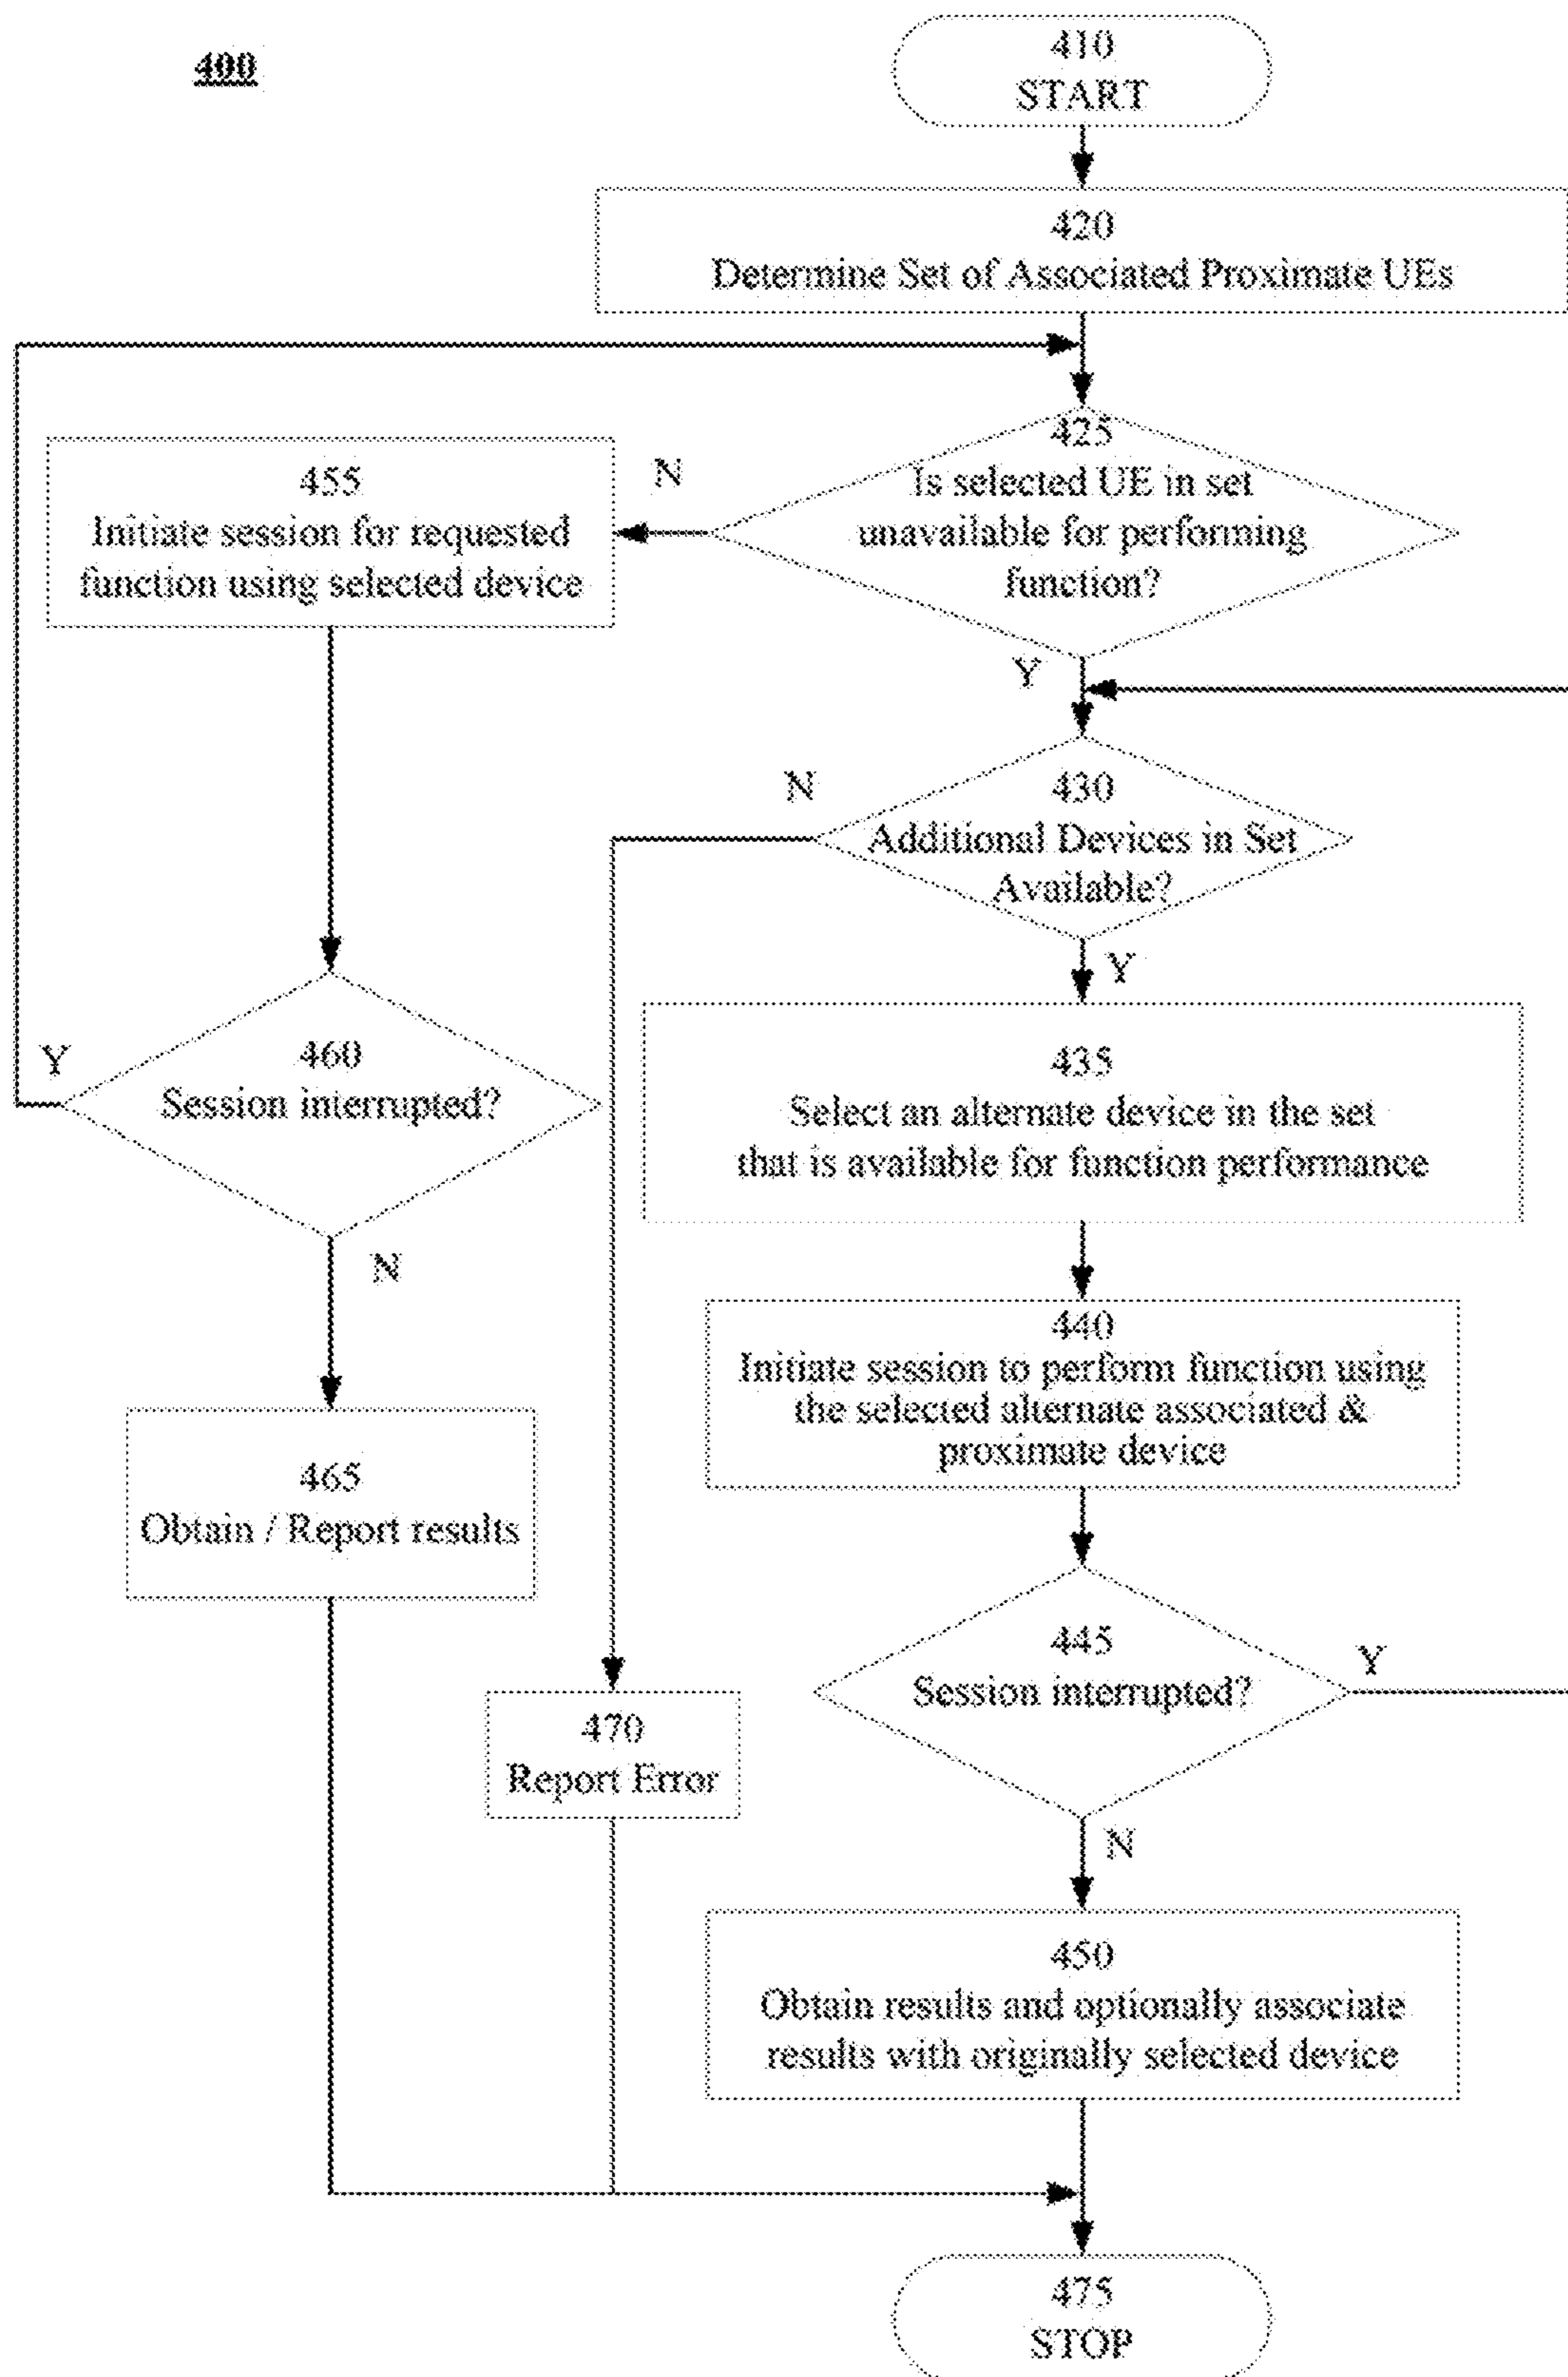 400
410
START
420
Determine Set of Associated Proximate UEs
425
Is selected UE in set
unavailable for performing
function?
N
Y
455
Initiate session for requested
function using selected device
430
Additional Devices in Set
Available?
N
Y
435
Select an alternate device in the set
that is available for function performance
460
Session interrupted?
Y
N
440
Initiate session to perform function using
the selected alternate associated &
proximate device
465
Obtain / Report results
445
Session interrupted?
Y
N
470
Report Error
450
Obtain results and optionally associate
results with originally selected device
475
STOP